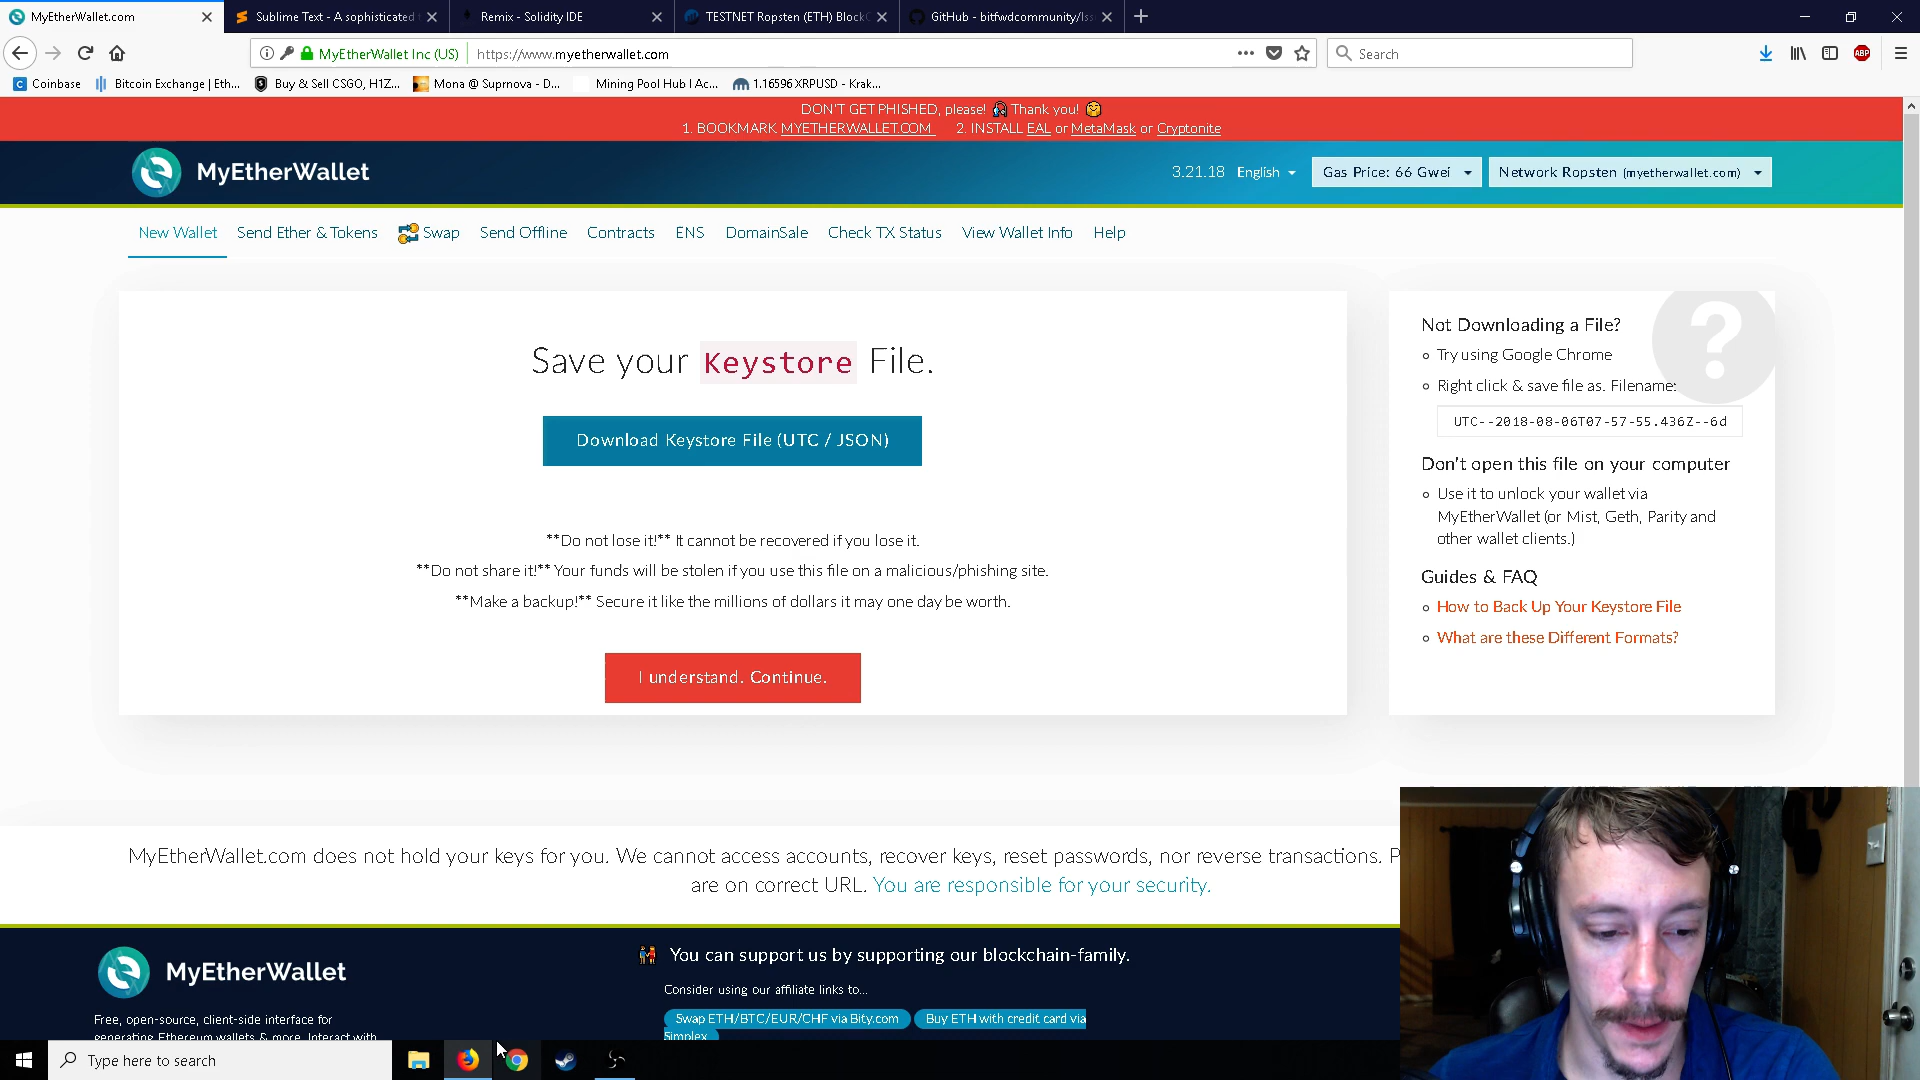 MyEtherWallet.com
Sublime Text - A sophisticated
Remix - Solidity IDE
TESTNET Ropsten (ETH) Block
GitHub - bitfwdcommunity/Iss
MyEtherWallet Inc (US)
https://www.myetherwallet.com
Search
Coinbase
Bitcoin Exchange | Eth...
Buy & Sell CSGO, H1Z...
Mona @ Suprnova - D...
Mining Pool Hub | Ac...
1.16596 XRPUSD - Krak...
DON'T GET PHISHED, please! Thank you!
1. BOOKMARK MYETHERWALLET.COM 2. INSTALL EAL or MetaMask or Cryptonite
MyEtherWallet
3.21.18 English
Gas Price: 66 Gwei
Network Ropsten (myetherwallet.com)
New Wallet
Send Ether & Tokens
Swap
Send Offline
Contracts
ENS
DomainSale
Check TX Status
View Wallet Info
Help
Save your Keystore File.
Download Keystore File (UTC / JSON)
**Do not lose it!** It cannot be recovered if you lose it.
**Do not share it!** Your funds will be stolen if you use this file on a malicious/phishing site.
**Make a backup!** Secure it like the millions of dollars it may one day be worth.
I understand. Continue.
Not Downloading a File?
Try using Google Chrome
Right click & save file as. Filename:
UTC--2018-08-06T07-57-55.436Z--6d
Don't open this file on your computer
Use it to unlock your wallet via
MyEtherWallet (or Mist, Geth, Parity and
other wallet clients.)
Guides & FAQ
How to Back Up Your Keystore File
What are these Different Formats?
MyEtherWallet.com does not hold your keys for you. We cannot access accounts, recover keys, reset passwords, nor reverse transactions. P
are on correct URL. You are responsible for your security.
MyEtherWallet
Free, open-source, client-side interface for
generating Ethereum wallets & more. Interact with
You can support us by supporting our blockchain-family.
Consider using our affiliate links to...
Swap ETH/BTC/EUR/CHF via Bity.com
Buy ETH with credit card via
Simplex
Type here to search